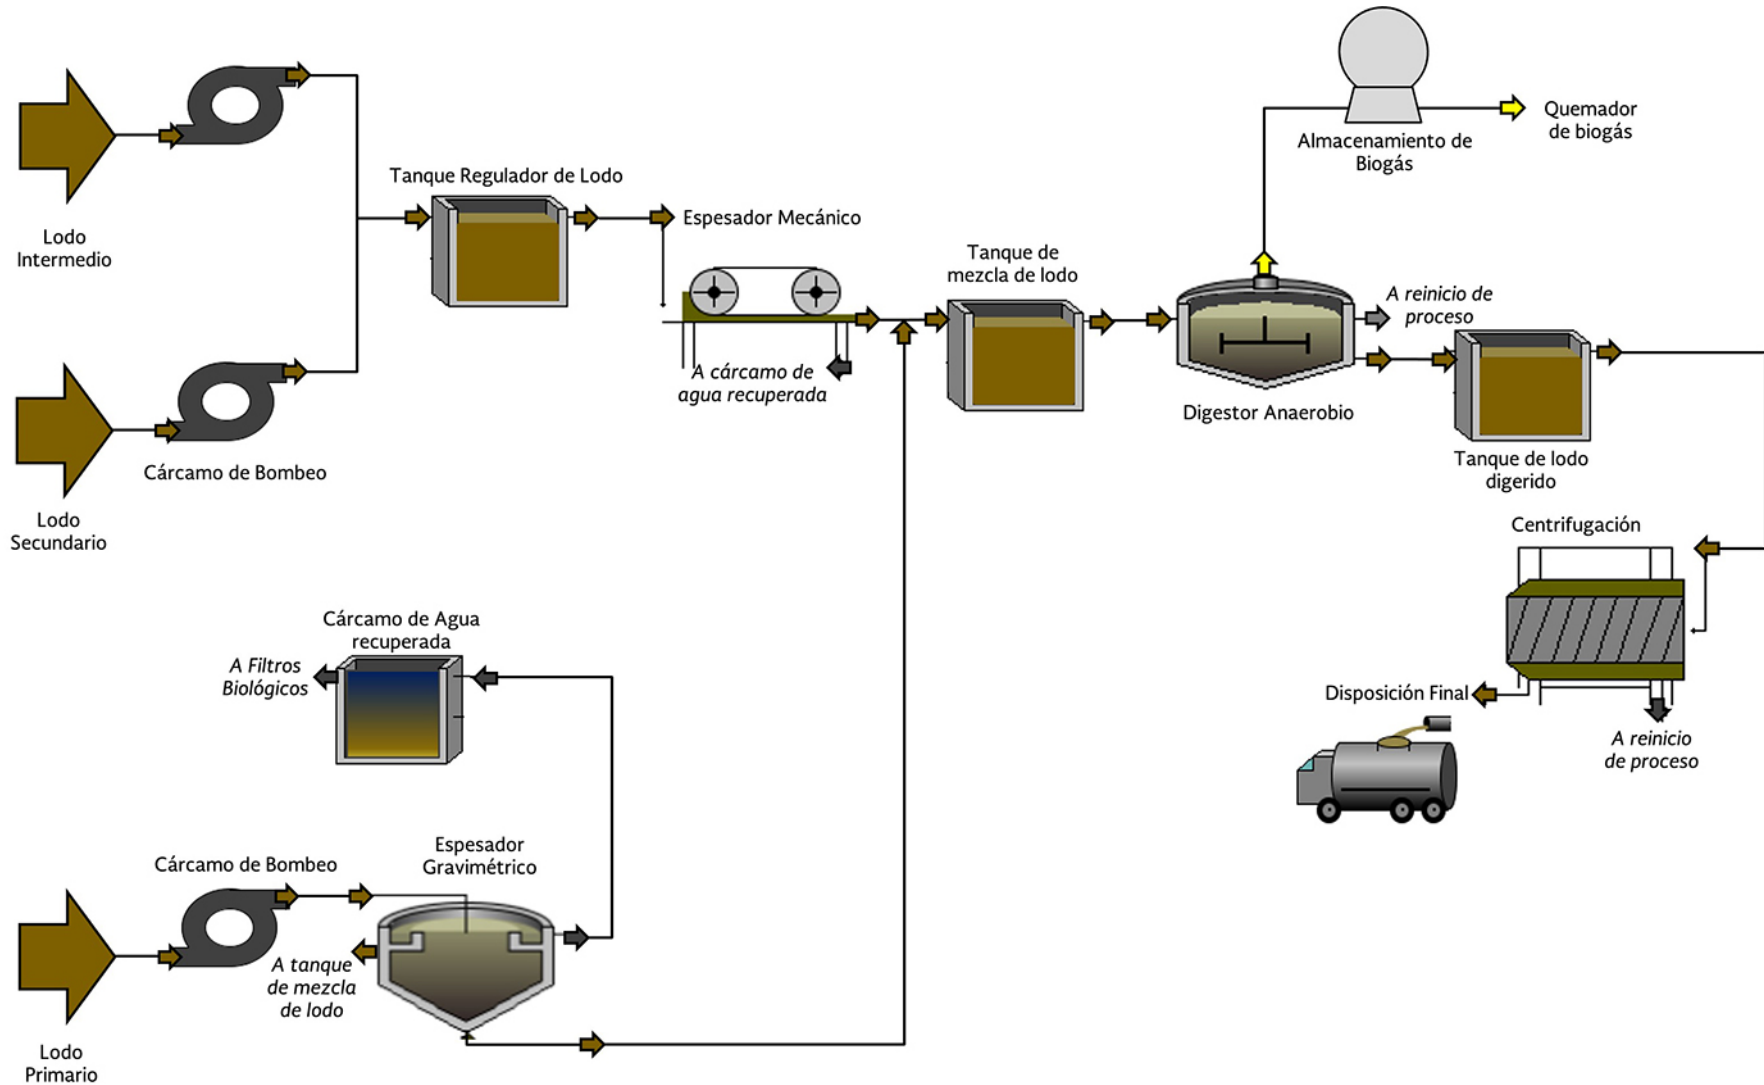 Quemador
de biogás
Almacenamiento de
Biogás
Tanque Regulador de Lodo
Espesador Mecánico
Lodo
Intermedio
Tanque de
mezcla de lodo
A reinicio de
proceso
A cárcamo de
agua recuperada
Digestor Anaerobio
Cárcamo de Bombeo
Tanque de lodo
digerido
Lodo
Secundario
Centrifugación
Cárcamo de Agua
recuperada
A Filtros
Biológicos
Disposición Final
A reinicio
de proceso
Cárcamo de Bombeo
Espesador
Gravimétrico
A tanque
de mezcla
de lodo
Lodo
Primario